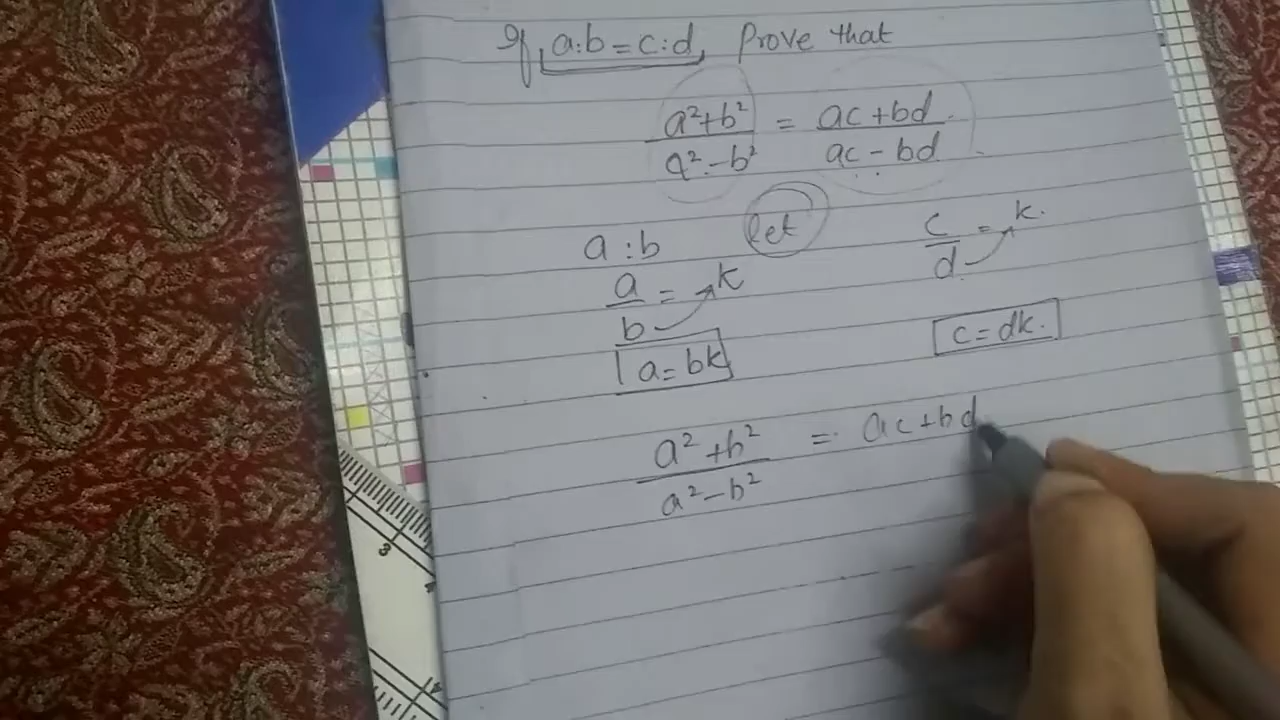 If a:b = c:d, Prove that
a²+b² / a²-b² = ac+bd / ac-bd
a:b let c/d = k.
a/b = k
a = bk c = dk.
a²+b² / a²-b² = ac+bd
3